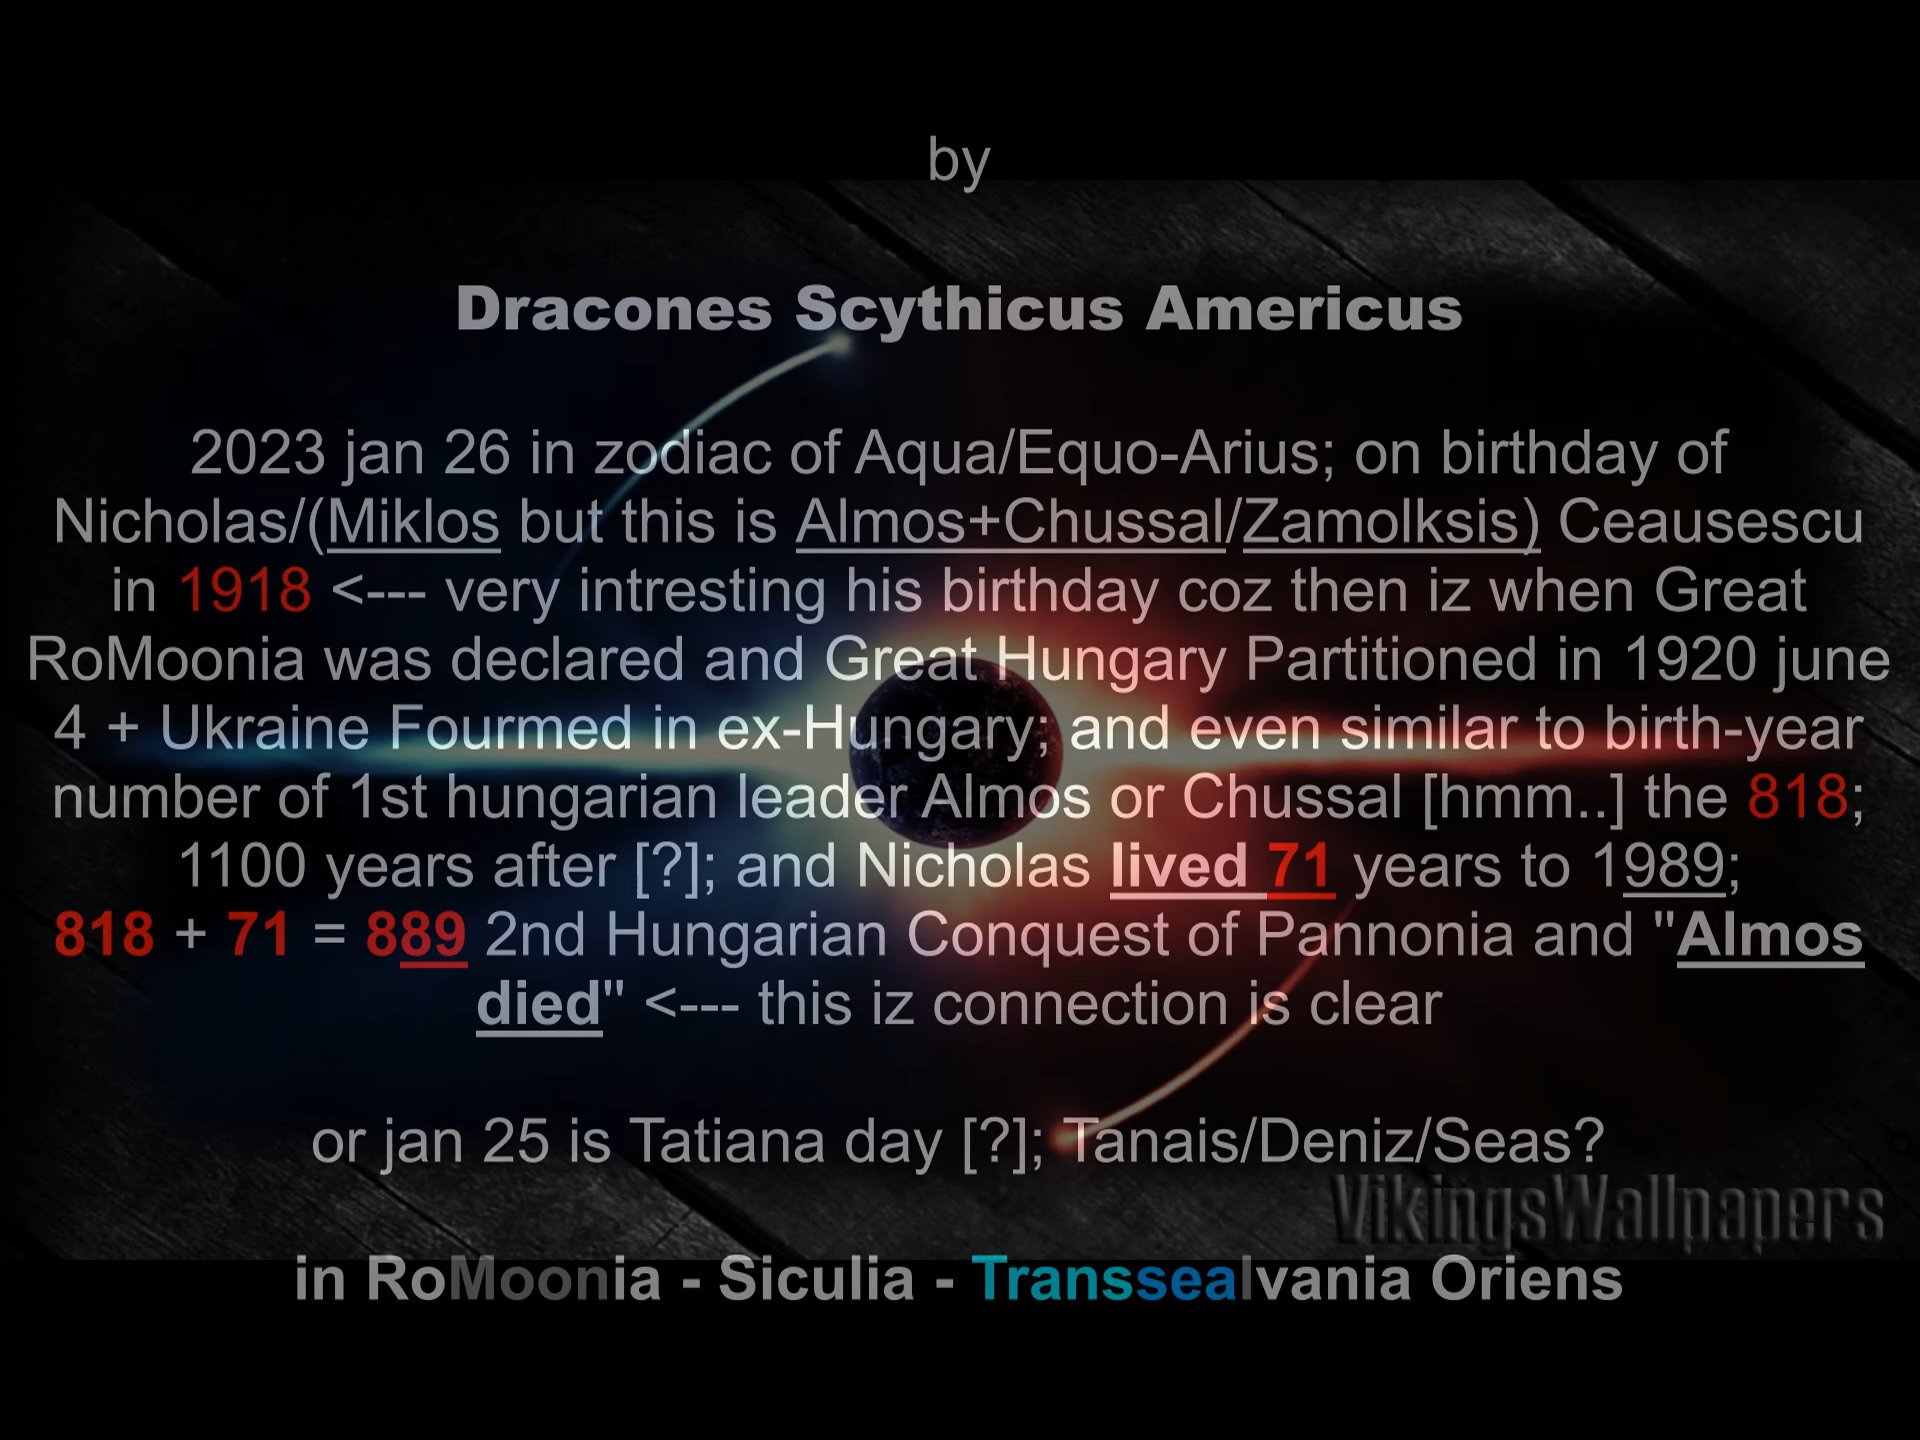 by
Dracones Scythicus Americus
2023 jan 26 in zodiac of Aqua/Equo-Arius; on birthday of
Nicholas/(Miklos but this is Almos+Chussal/Zamolksis) Ceausescu
in 1918 <--- very intresting his birthday coz then iz when Great
RoMoonia was declared and Great Hungary Partitioned in 1920 june
4 + Ukraine Fourmed in ex-Hungary; and even similar to birth-year
number of 1st hungarian leader Almos or Chussal [hmm..] the 818;
1100 years after [?]; and Nicholas lived 71 years to 1989;
818 + 71 = 889 2nd Hungarian Conquest of Pannonia and "Almos
died" <--- this iz connection is clear
or jan 25 is Tatiana day [?]; Tanais/Deniz/Seas?
VikingsWallpapers
in RoMoonia - Siculia - Transsealvania Oriens